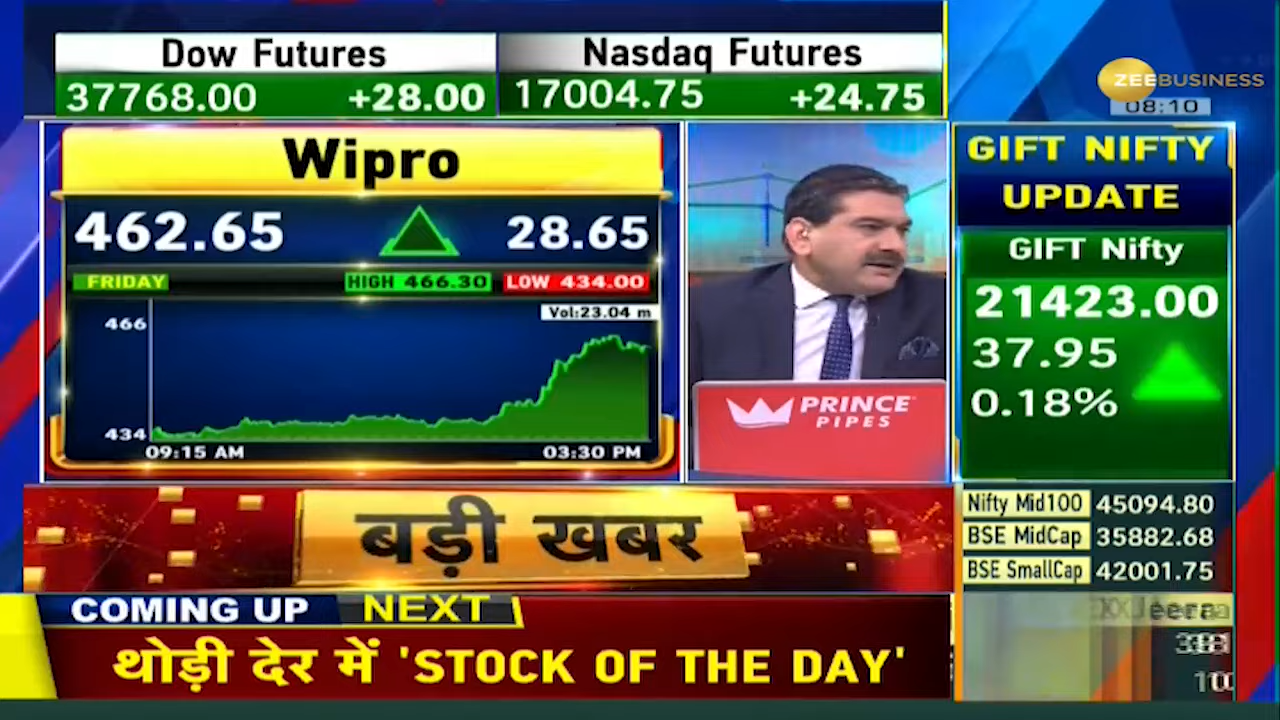 Dow Futures
37768.00 +28.00
Nasdaq Futures
17004.75 +24.75
ZEEBUSINESS
08:10
Wipro
462.65 28.65
FRIDAY HIGH 466.30 LOW 434.00
Vol:23.04 m
466
434
09:15 AM 03:30 PM
PRINCE
PIPES
GIFT NIFTY
UPDATE
GIFT Nifty
21423.00
37.95
0.18%
Nifty Mid100 45094.80
BSE MidCap 35882.68
BSE SmallCap 42001.75
बड़ी खबर
COMING UP NEXT
थोड़ी देर में 'STOCK OF THE DAY'